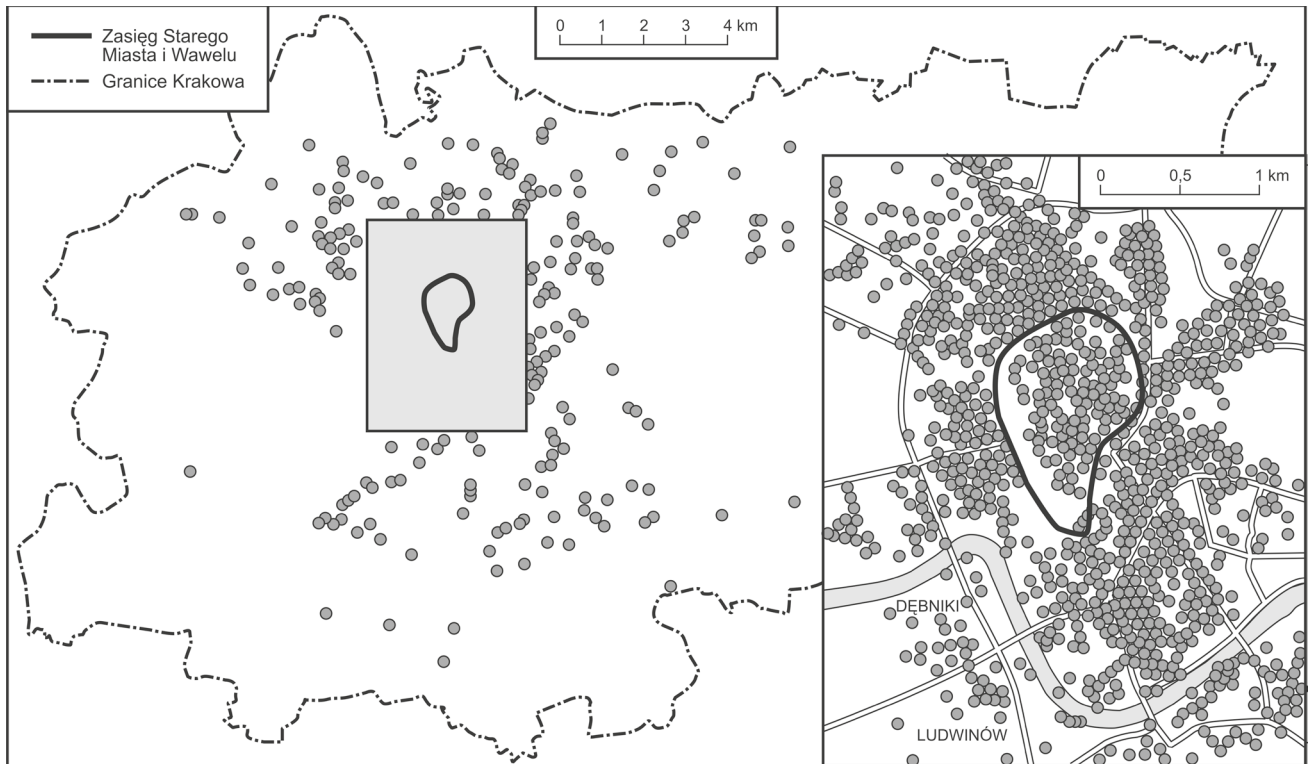 Zasięg Starego
Miasta i Wawelu
Granice Krakowa
0 1 2 3 4 km
0 0,5 1 km
DĘBNIKI
LUDWINÓW